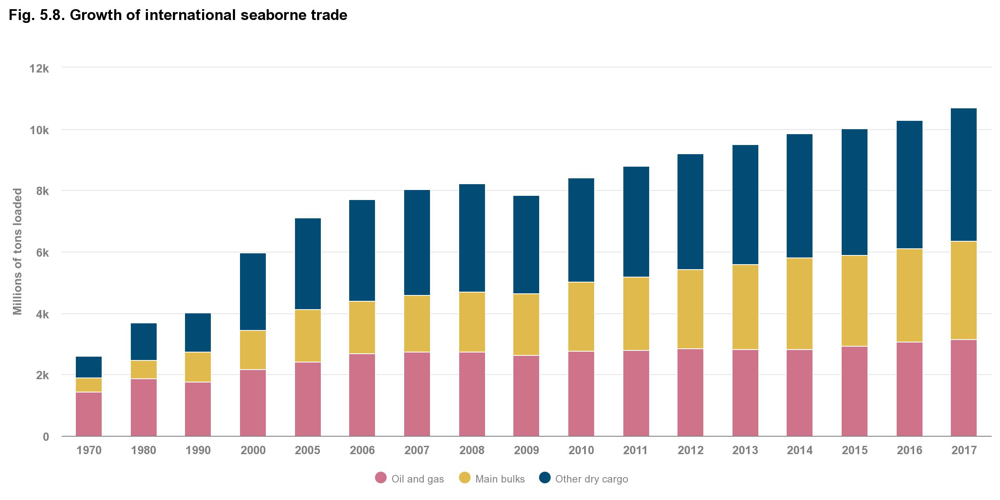 Fig. 5.8. Growth of international seaborne trade
12k
10k
8k
6k
4k
2k
0
Millions of tons loaded
1970 1980 1990 2000 2005 2006 2007 2008 2009 2010 2011 2012 2013 2014 2015 2016 2017
Oil and gas Main bulks Other dry cargo